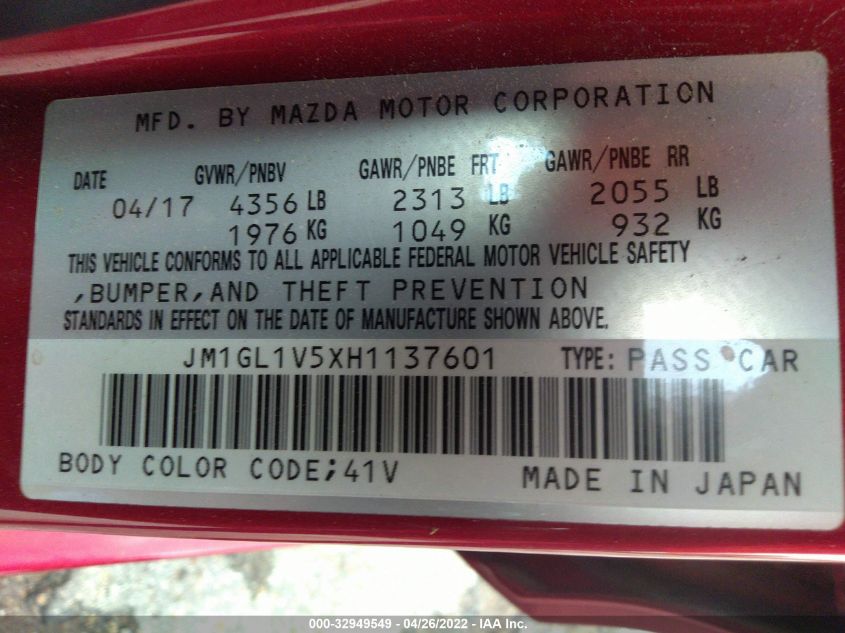 MFD. BY MAZDA MOTOR CORPORATION
DATE GVWR/PNBV GAWR/PNBE FRT GAWR/PNBE RR
04/17 4356 LB 2313 LB 2055 LB
1976 KG 1049 KG 932 KG
THIS VEHICLE CONFORMS TO ALL APPLICABLE FEDERAL MOTOR VEHICLE SAFETY
,BUMPER,AND THEFT PREVENTION
STANDARDS IN EFFECT ON THE DATE OF MANUFACTURE SHOWN ABOVE.
JM1GL1V5XH1137601 TYPE: PASS CAR
BODY COLOR CODE;41V MADE IN JAPAN
000-32949549 - 04/26/2022 - © IAA Inc.